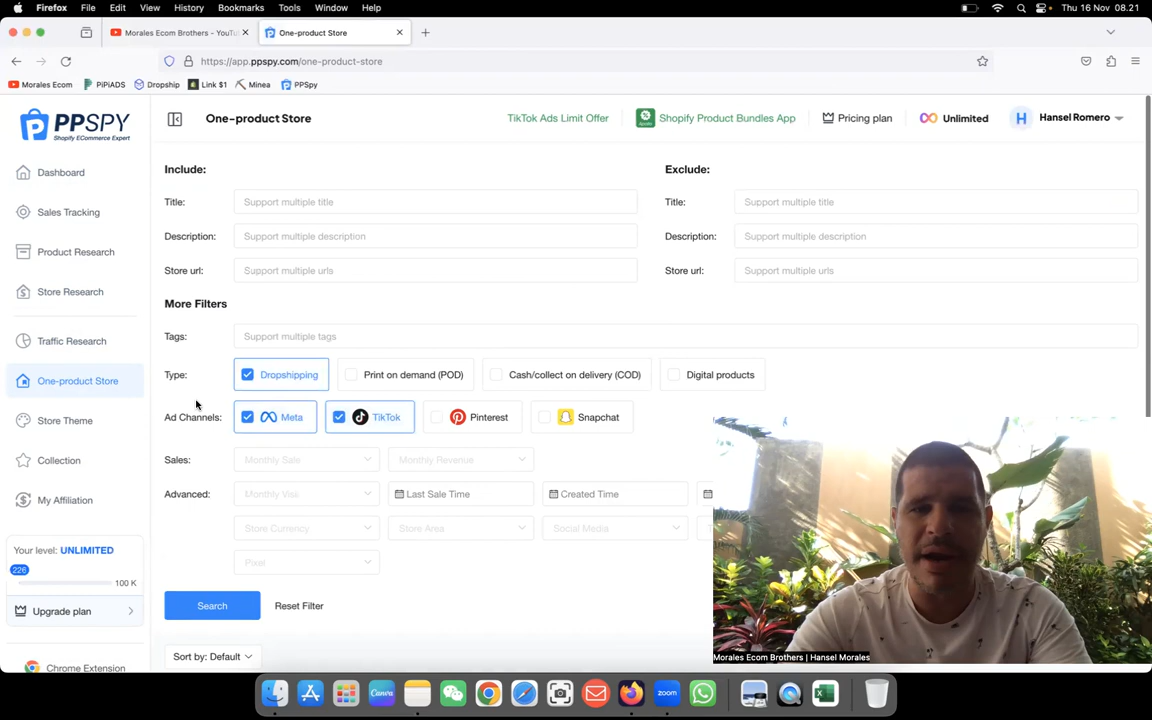 Firefox File Edit View History Bookmarks Tools Window Help Thu 16 Nov 08.21
Morales Ecom Brothers - YouTu
One-product Store
https://app.ppspy.com/one-product-store
Morales Ecom PiPiADS Dropship Link $1 Minea PPSpy
PPSPY
Shopify ECommerce Expert
One-product Store
TikTok Ads Limit Offer
Shopify Product Bundles App
Pricing plan
Unlimited
H Hansel Romero
Dashboard
Sales Tracking
Product Research
Store Research
Traffic Research
One-product Store
Store Theme
Collection
My Affiliation
Your level: UNLIMITED
226
100 K
Upgrade plan
Chrome Extension
Include: Exclude:
Title: Support multiple title Title: Support multiple title
Description: Support multiple description Description: Support multiple description
Store url: Support multiple urls Store url: Support multiple urls
More Filters
Tags: Support multiple tags
Type: Dropshipping Print on demand (POD) Cash/collect on delivery (COD) Digital products
Ad Channels: Meta TikTok Pinterest Snapchat
Sales: Monthly Sale Monthly Revenue
Advanced: Monthly Visit Last Sale Time Created Time
Store Currency Store Area Social Media
Pixel
Search Reset Filter
Sort by: Default
Morales Ecom Brothers | Hansel Morales
Canva
zoom